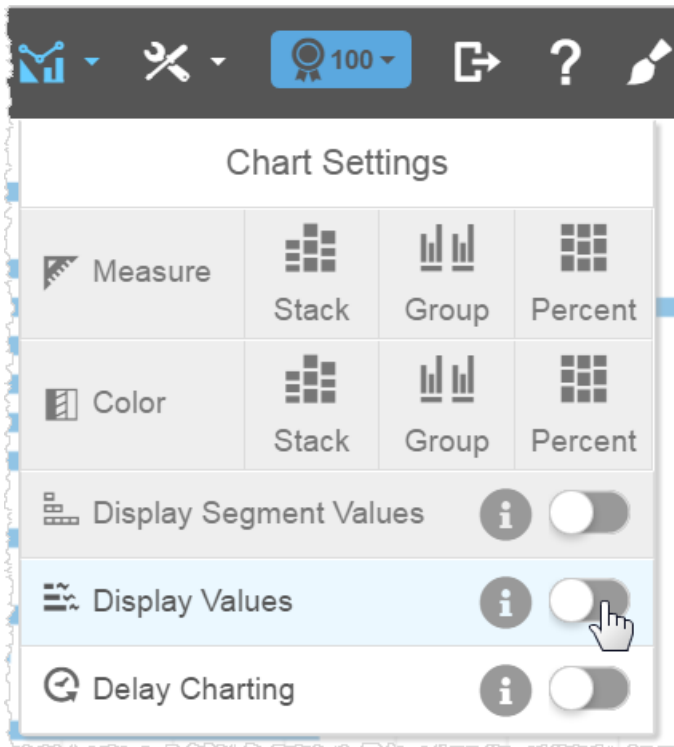 100
?
Chart Settings
Measure
Stack Group Percent
Color
Stack Group Percent
Display Segment Values i
Display Values i
Delay Charting i